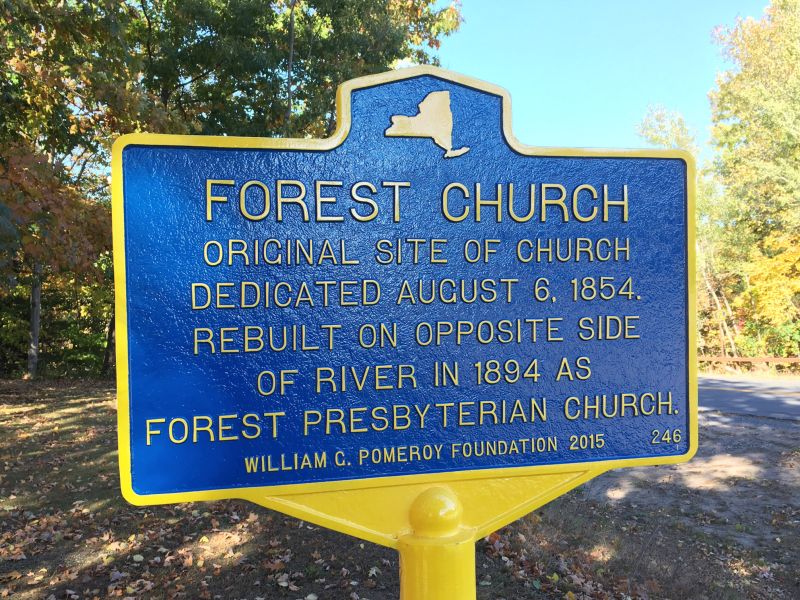 FOREST CHURCH
ORIGINAL SITE OF CHURCH
DEDICATED AUGUST 6, 1854.
REBUILT ON OPPOSITE SIDE
OF RIVER IN 1894 AS
FOREST PRESBYTERIAN CHURCH.
WILLIAM G. POMEROY FOUNDATION 2015 246